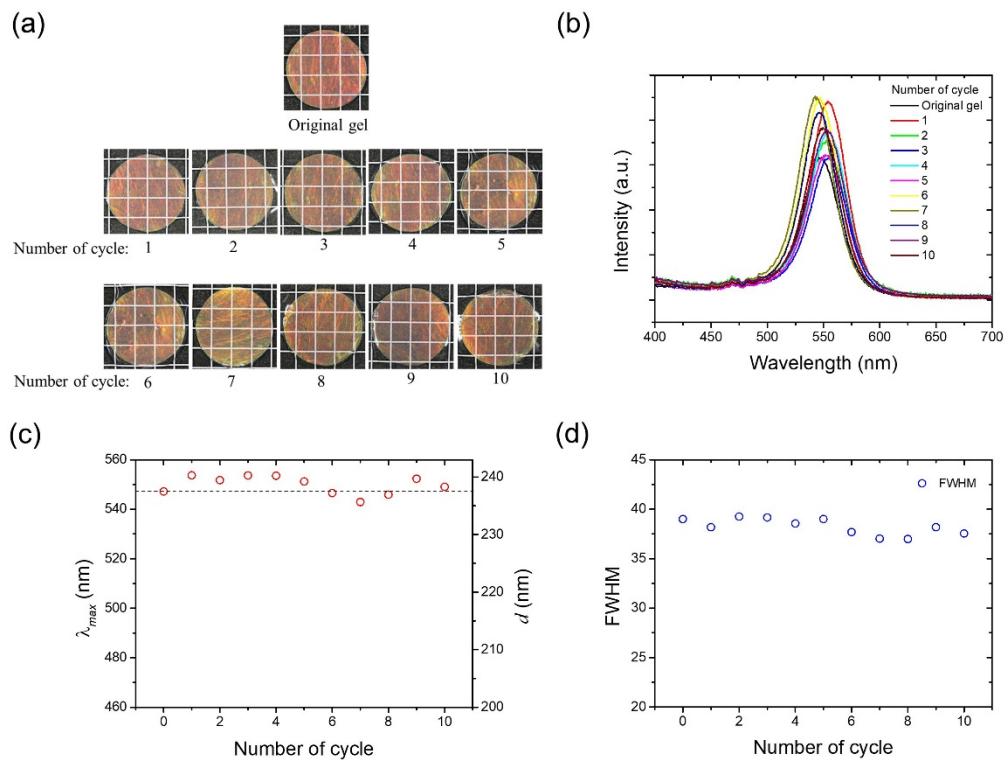 (a)
Original gel
Number of cycle: 1 2 3 4 5
Number of cycle: 6 7 8 9 10
(b)
Intensity (a.u.)
Number of cycle
Original gel
1
2
3
4
5
6
7
8
9
10
400 450 500 550 600 650 700
Wavelength (nm)
(c)
λmax (nm)
560
540
520
500
480
460
d (nm)
240
230
220
210
200
0 2 4 6 8 10
Number of cycle
(d)
FWHM
45
40
35
30
25
20
FWHM
0 2 4 6 8 10
Number of cycle